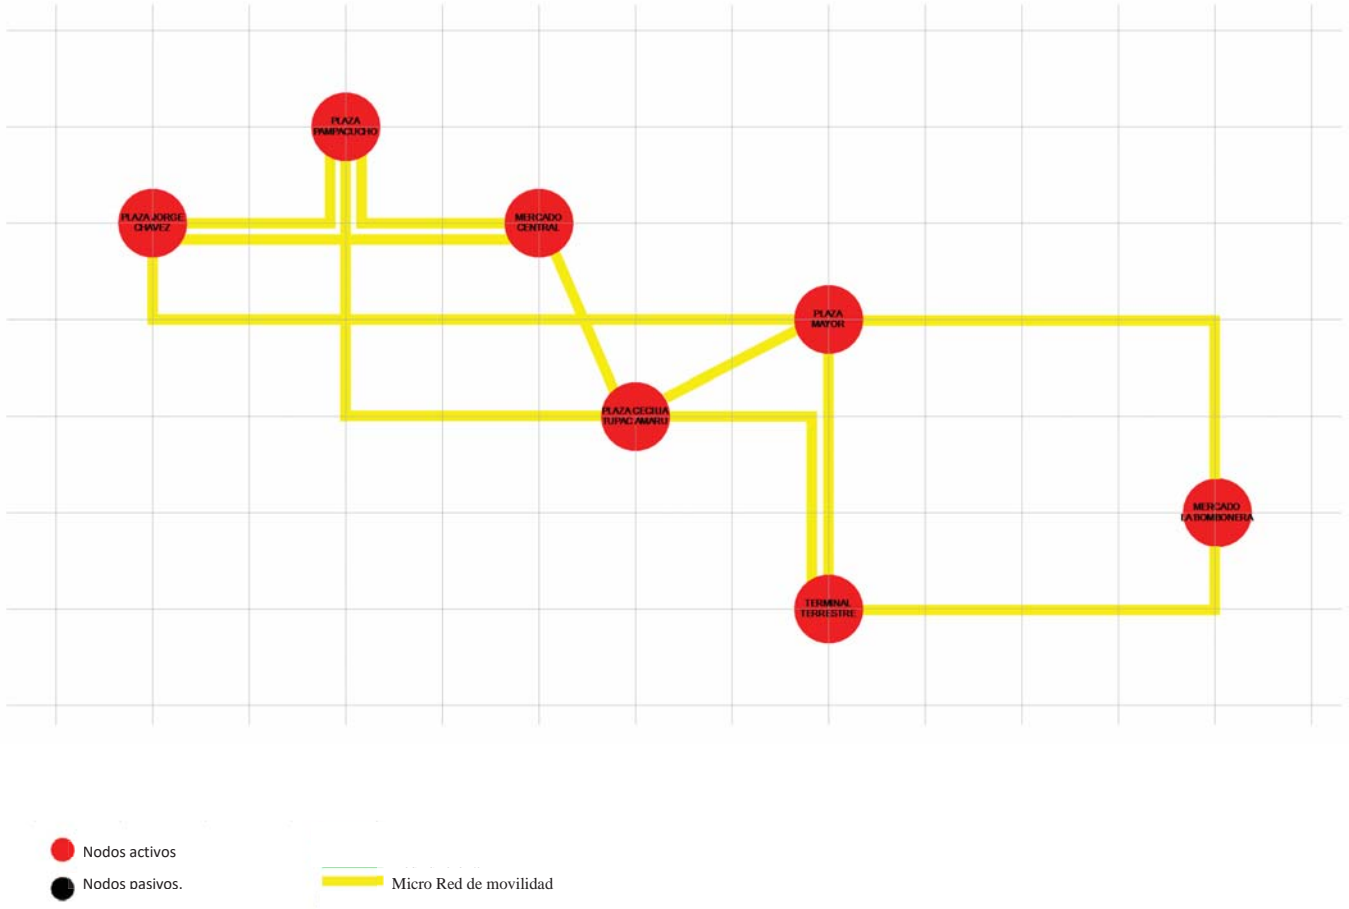 PLAZA
PAMPACUCHO
PLAZA JORGE
CHAVEZ
MERCADO
CENTRAL
PLAZA
MAYOR
PLAZA CECILIA
TUPAC AMARU
MERCADO
LA BOMBONERA
TERMINAL
TERRESTRE
Nodos activos
Nodos pasivos.
Micro Red de movilidad